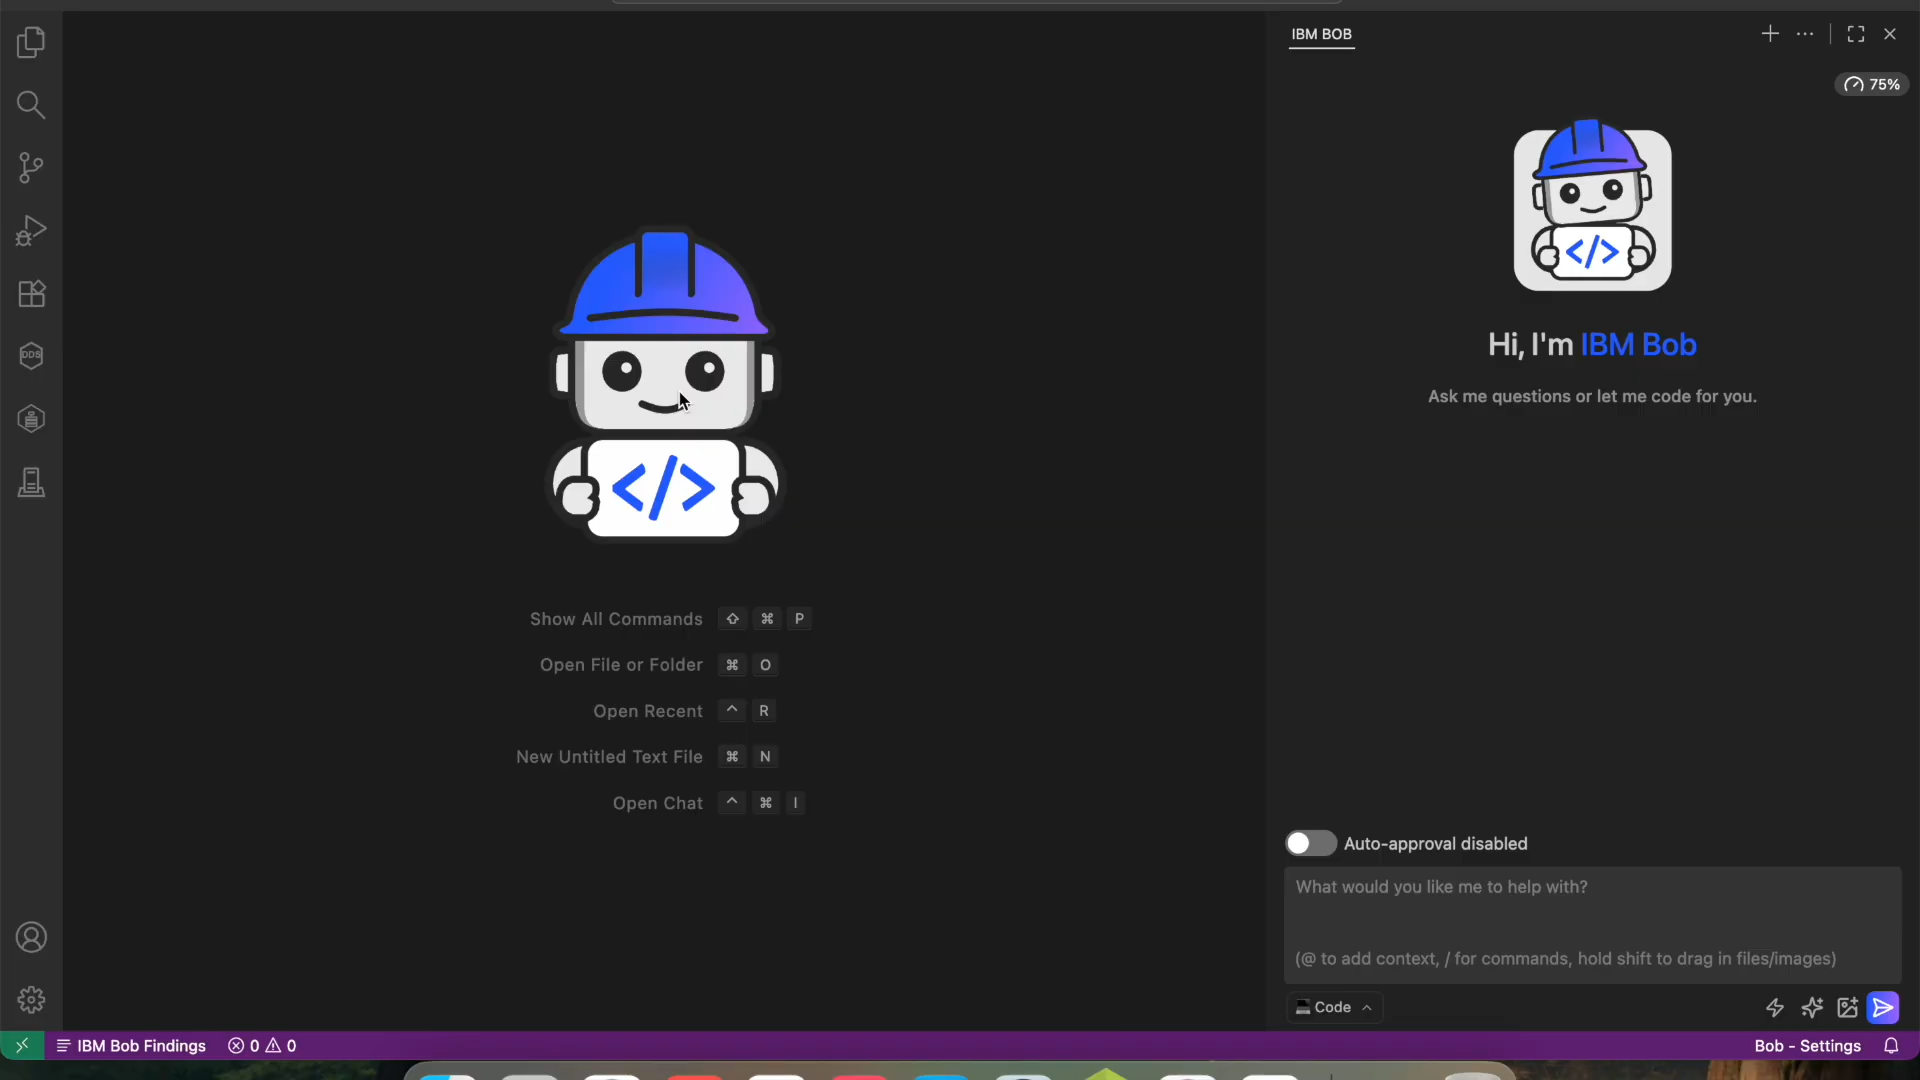 IBM BOB
75%
DDS
</>
</>
Hi, I'm IBM Bob
Ask me questions or let me code for you.
Show All Commands ⇧ ⌘ P
Open File or Folder ⌘ O
Open Recent ^ R
New Untitled Text File ⌘ N
Open Chat ^ ⌘ I
Auto-approval disabled
What would you like me to help with?
(@ to add context, / for commands, hold shift to drag in files/images)
Code
IBM Bob Findings 0 0
Bob - Settings